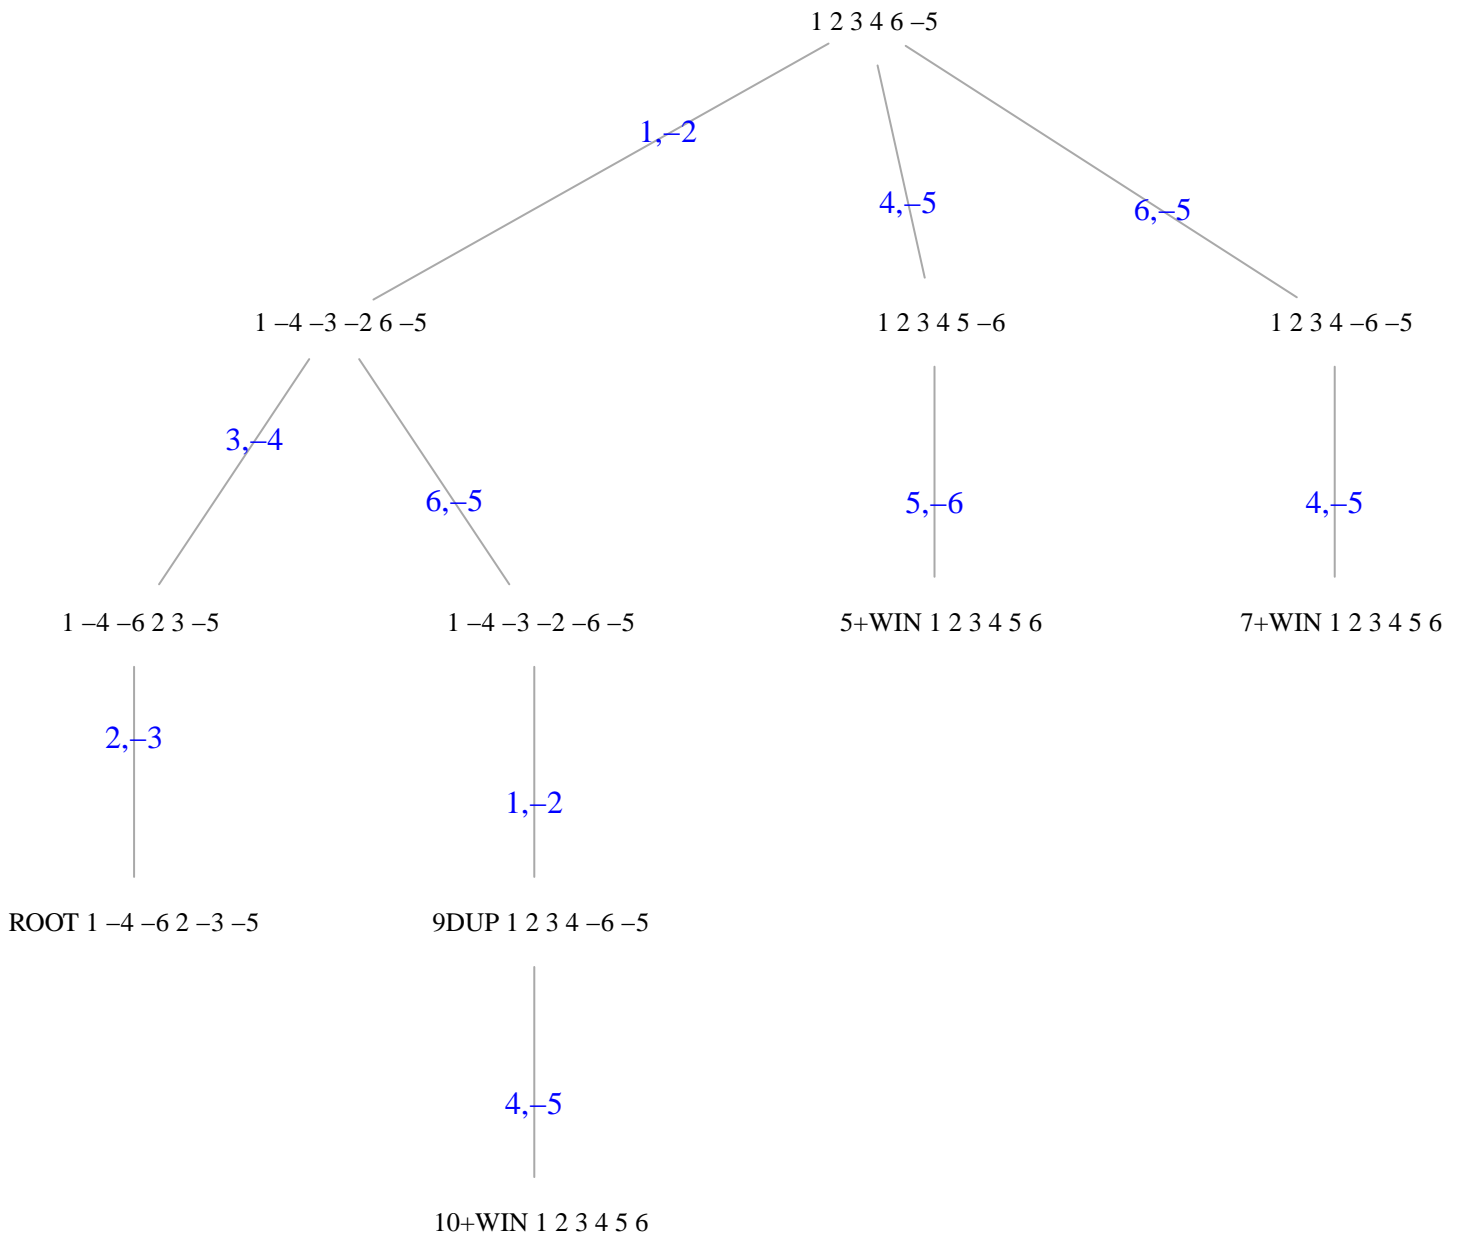 1 2 3 4 6 –5
1,–2
4,–5
6,–5
1 –4 –3 –2 6 –5
1 2 3 4 5 –6
1 2 3 4 –6 –5
3,–4
6,–5
5,–6
4,–5
1 –4 –6 2 3 –5
1 –4 –3 –2 –6 –5
5+WIN 1 2 3 4 5 6
7+WIN 1 2 3 4 5 6
2,–3
1,–2
ROOT 1 –4 –6 2 –3 –5
9DUP 1 2 3 4 –6 –5
4,–5
10+WIN 1 2 3 4 5 6